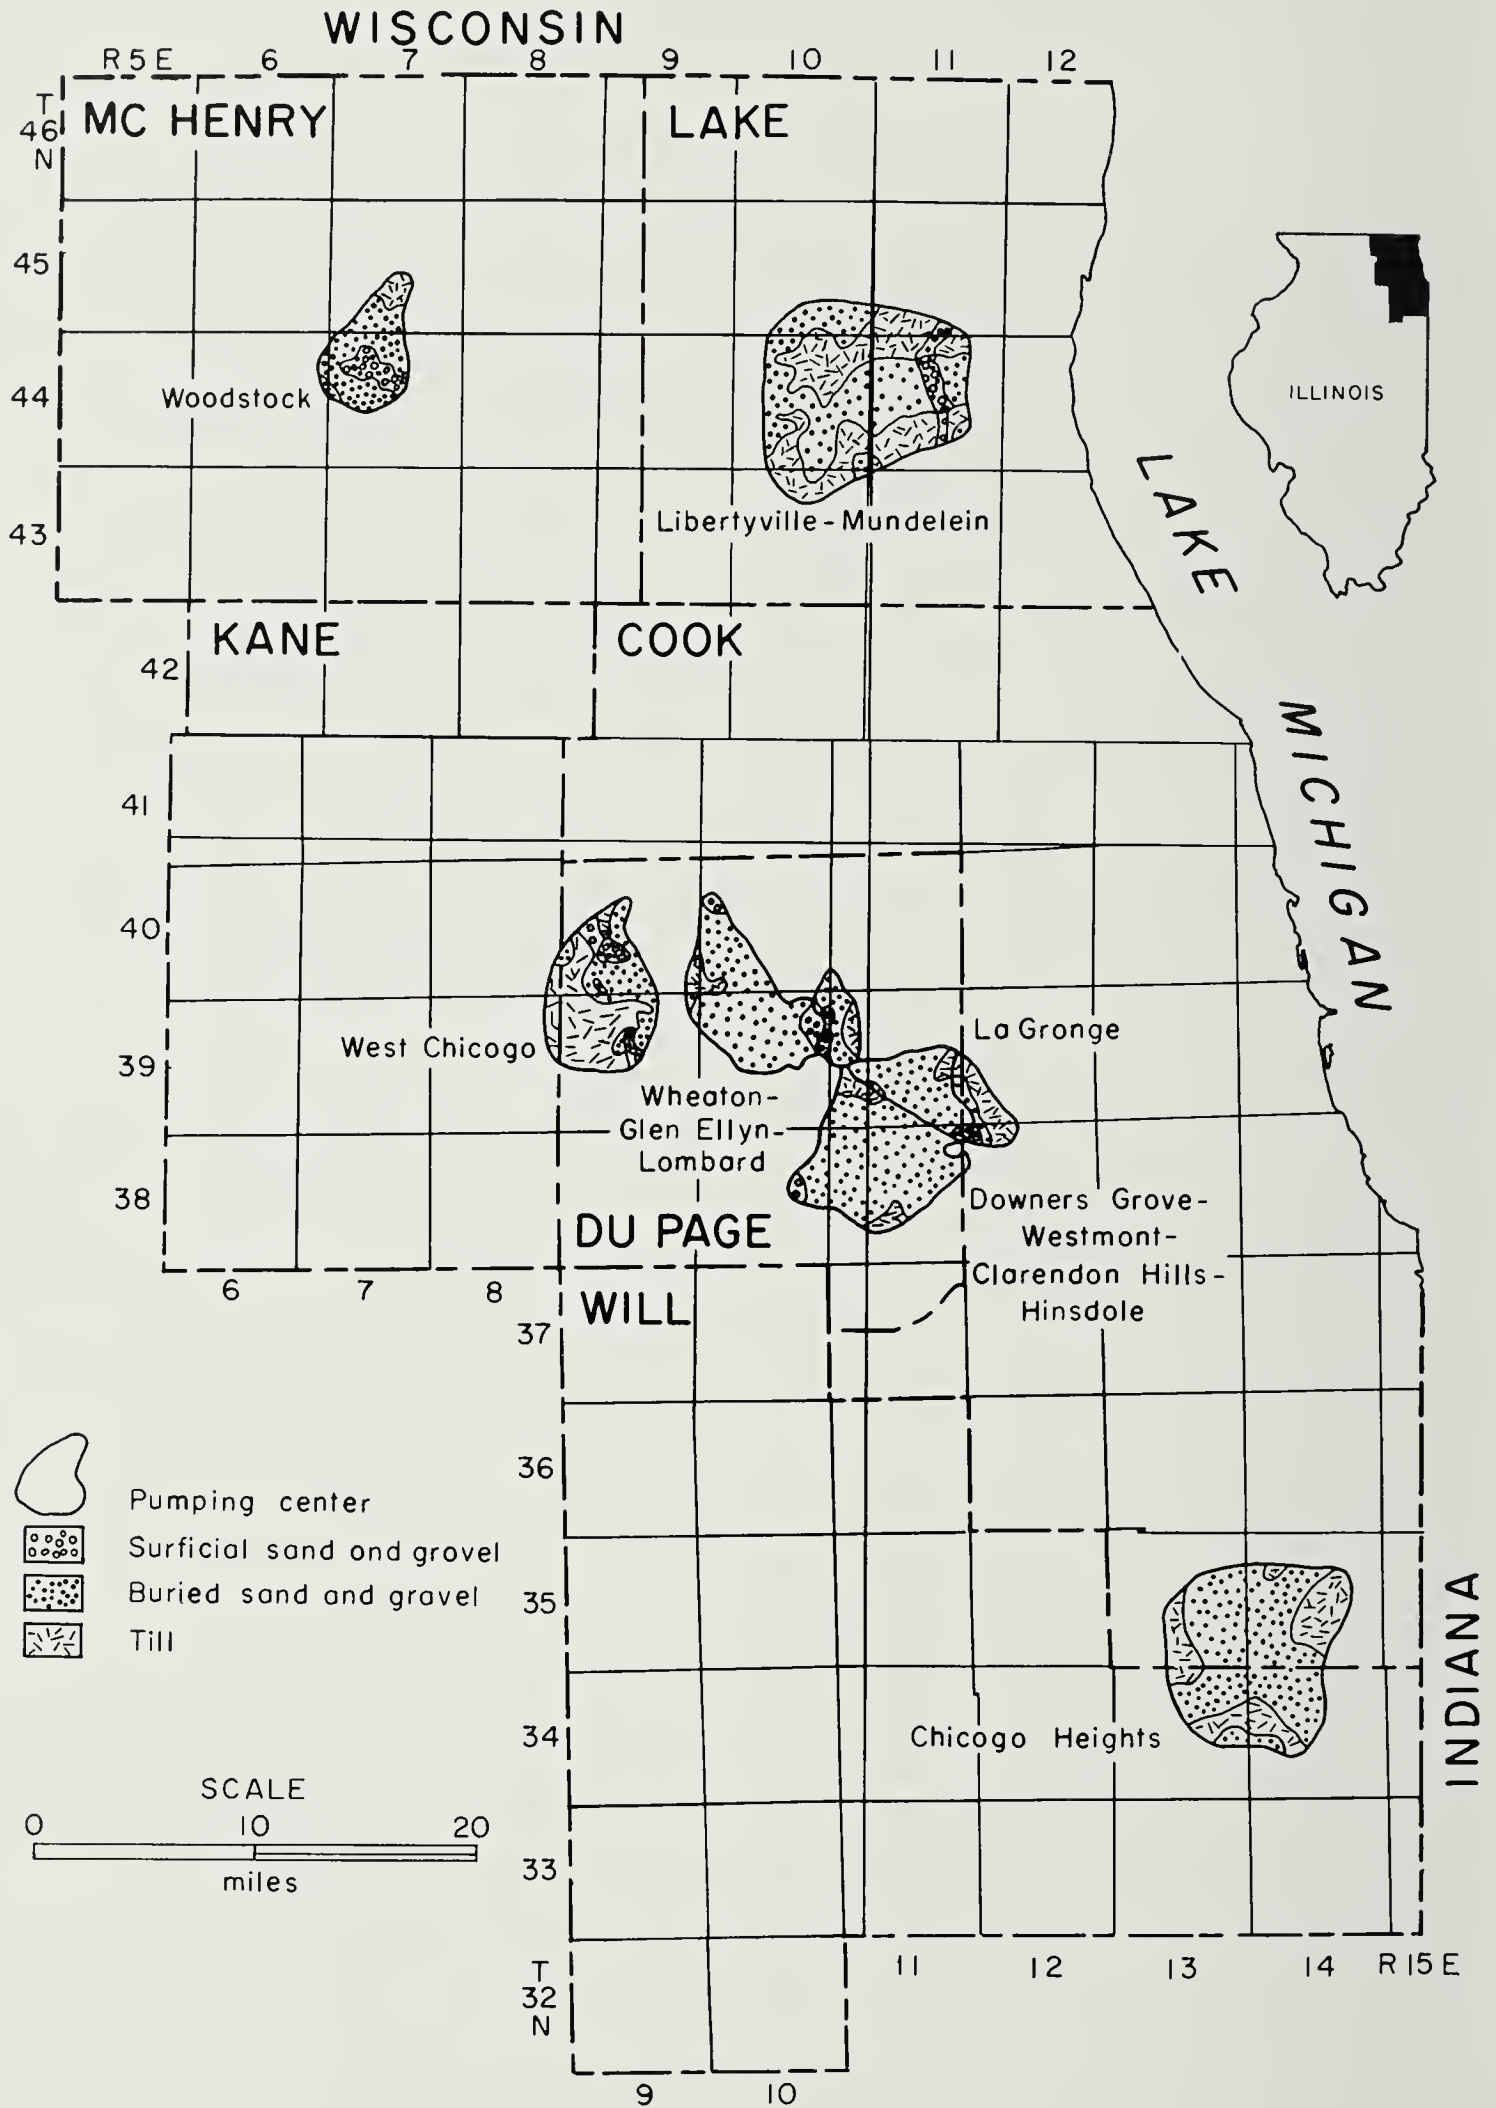 WISCONSIN
R 5 E 6 7 8 9 10 11 12
T
46
N
MC HENRY
LAKE
45
44
Woodstock
ILLINOIS
43
Libertyville-Mundelein
LAKE
MICHIGAN
42
KANE
COOK
41
40
West Chicogo
La Gronge
39
Wheaton-
Glen Ellyn-
Lombard
38
DU PAGE
Downers Grove-
Westmont-
Clarendon Hills-
Hinsdole
6 7 8
WILL
37
36
Pumping center
Surficial sand ond grovel
Buried sand and gravel
Till
35
INDIANA
34
Chicogo Heights
SCALE
0 10 20
miles
33
11 12 13 14 R 15 E
T
32
N
9 10